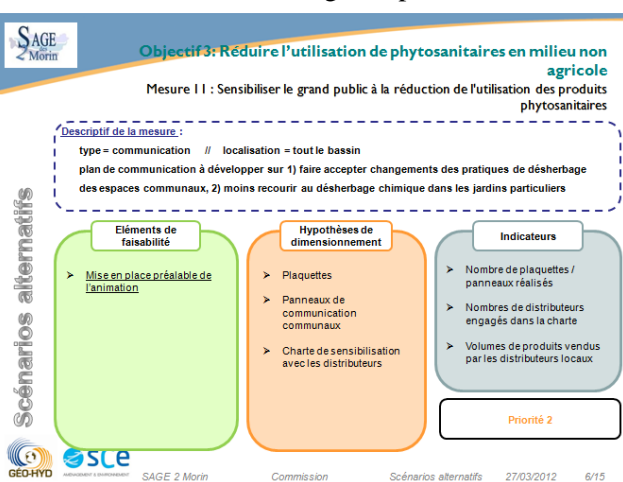 SAGE
des
2 Morin
Objectif 3: Réduire l'utilisation de phytosanitaires en milieu non
agricole
Mesure 11 : Sensibiliser le grand public à la réduction de l'utilisation des produits
phytosanitaires
Descriptif de la mesure :
type = communication // localisation = tout le bassin
plan de communication à développer sur 1) faire accepter changements des pratiques de désherbage
des espaces communaux, 2) moins recourir au désherbage chimique dans les jardins particuliers
Scénarios alternatifs
Eléments de
faisabilité
➤ Mise en place préalable de
l'animation
Hypothèses de
dimensionnement
➤ Plaquettes
➤ Panneaux de
communication
communaux
➤ Charte de sensibilisation
avec les distributeurs
Indicateurs
➤ Nombre de plaquettes /
panneaux réalisés
➤ Nombres de distributeurs
engagés dans la charte
➤ Volumes de produits vendus
par les distributeurs locaux
Priorité 2
GÉO-HYD
sce
AMÉNAGEMENT & ENVIRONNEMENT
SAGE 2 Morin Commission Scénarios alternatifs 27/03/2012 6/15